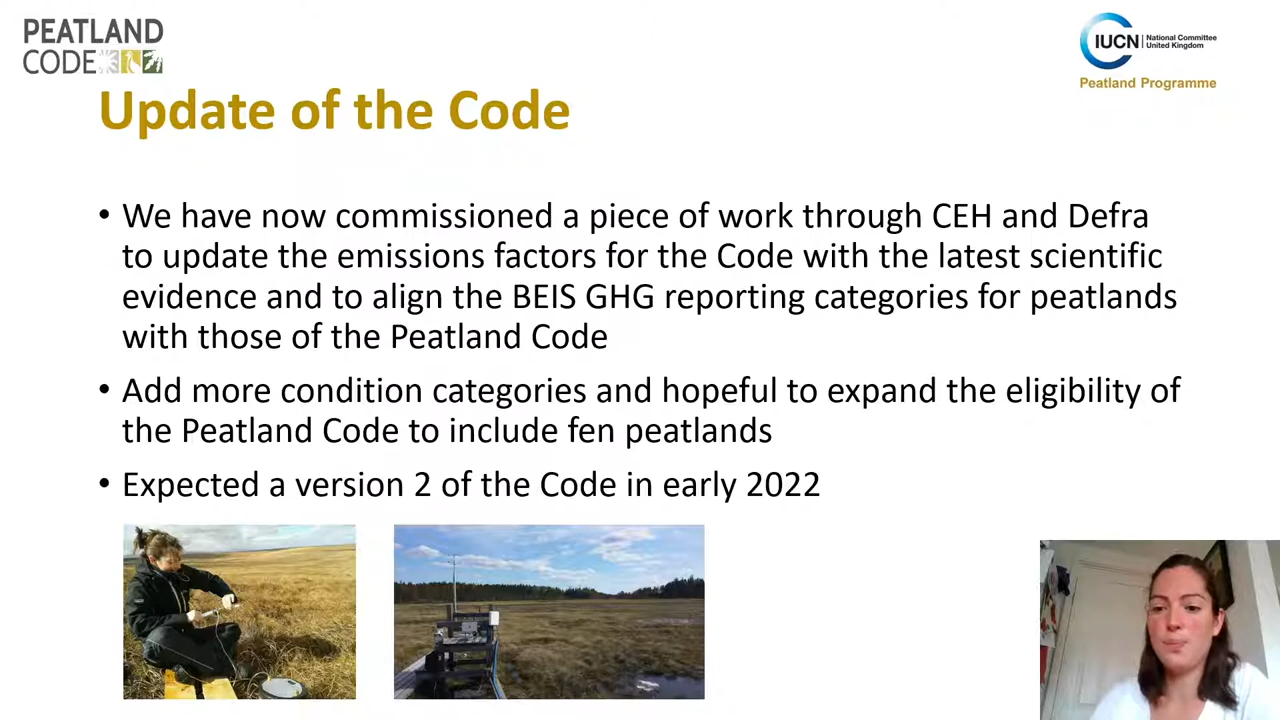 PEATLAND
CODE
IUCN National Committee
United Kingdom
Peatland Programme
Update of the Code
• We have now commissioned a piece of work through CEH and Defra
to update the emissions factors for the Code with the latest scientific
evidence and to align the BEIS GHG reporting categories for peatlands
with those of the Peatland Code
• Add more condition categories and hopeful to expand the eligibility of
the Peatland Code to include fen peatlands
• Expected a version 2 of the Code in early 2022